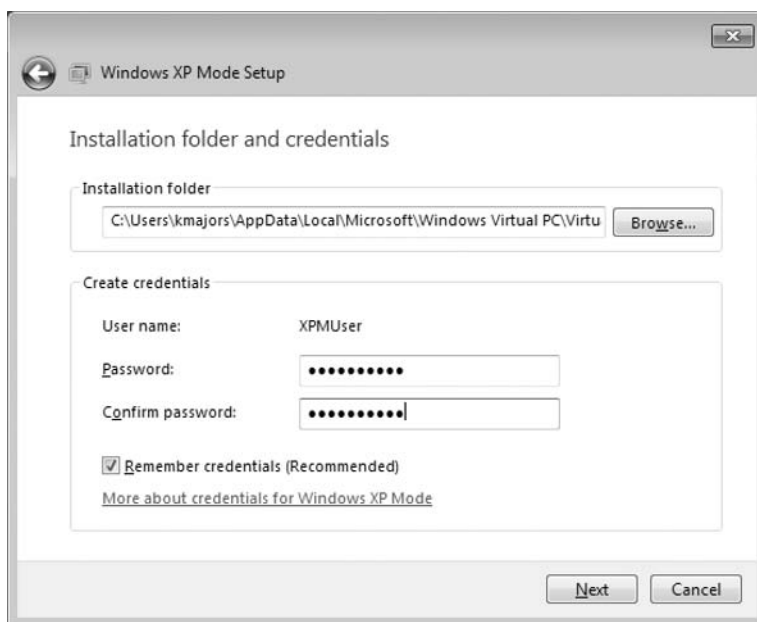 Windows XP Mode Setup
Installation folder and credentials
Installation folder
C:\Users\kmajors\AppData\Local\Microsoft\Windows Virtual PC\Virtu
Browse...
Create credentials
User name: XPMUser
Password: ••••••••••
Confirm password: ••••••••••
Remember credentials (Recommended)
More about credentials for Windows XP Mode
Next Cancel